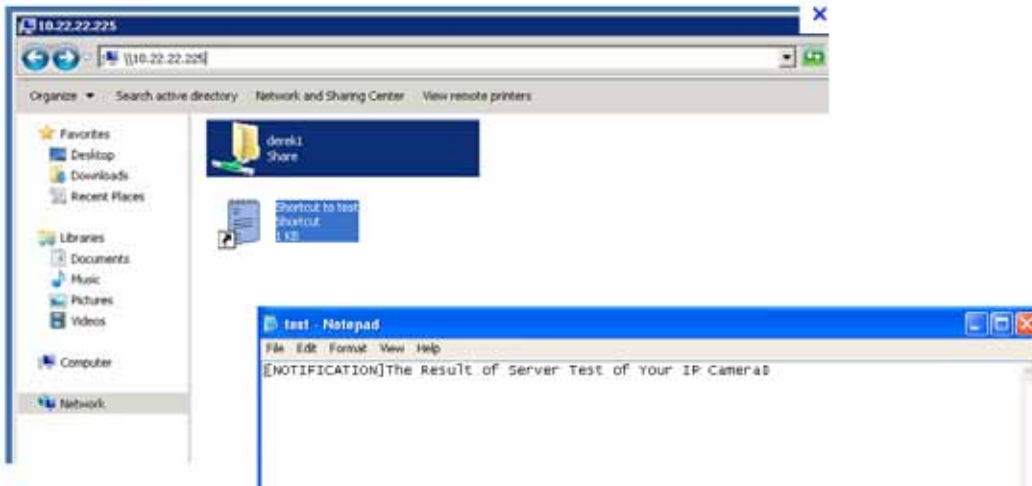 10.22.22.225
\\10.22.22.225
Organize Search active directory Network and Sharing Center View remote printers
Favorites
Desktop
Downloads
Recent Places
Libraries
Documents
Music
Pictures
Videos
Computer
Network
derek1
Share
Shortcut to test
Shortcut
1 KB
test - Notepad
File Edit Format View Help
[NOTIFICATION]The Result of Server Test of Your IP Camera